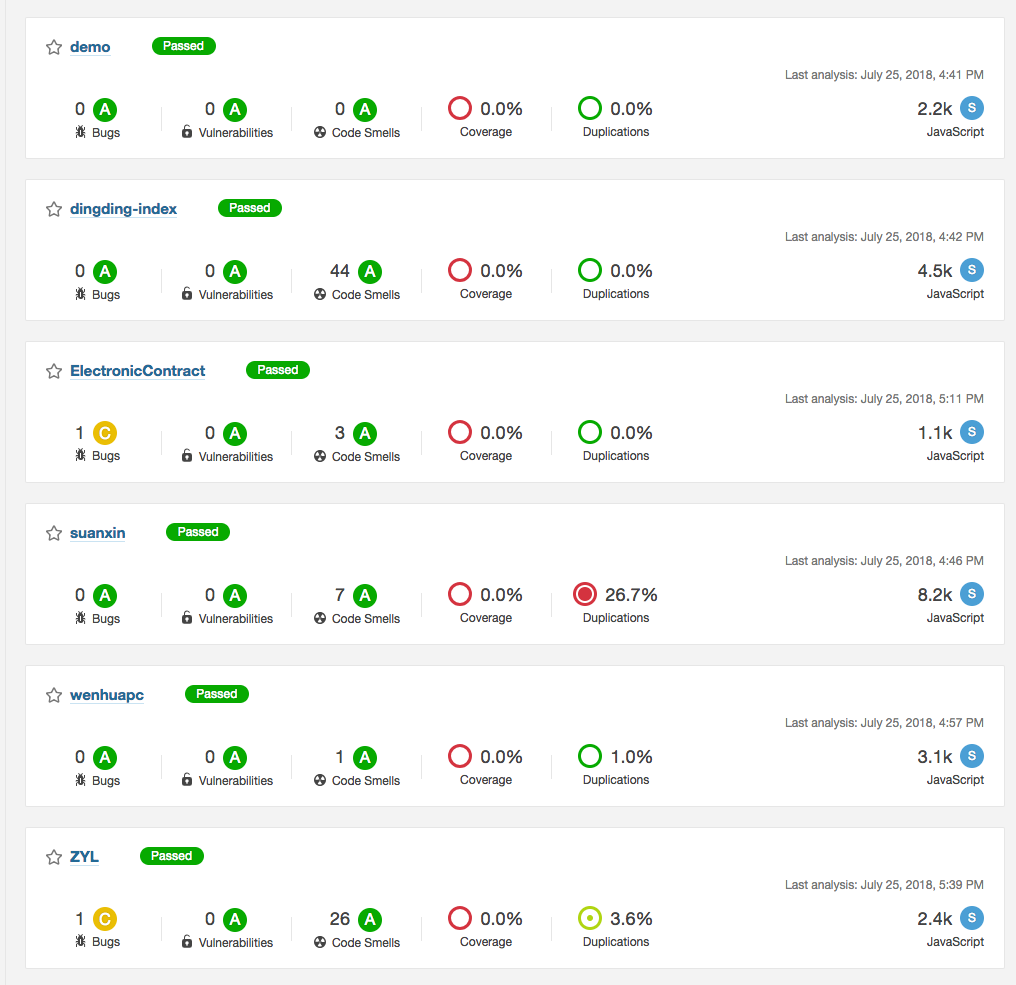 demo Passed
Last analysis: July 25, 2018, 4:41 PM
0 A 0 A 0 A 0.0% 0.0% 2.2k S
Bugs Vulnerabilities Code Smells Coverage Duplications JavaScript
dingding-index Passed
Last analysis: July 25, 2018, 4:42 PM
0 A 0 A 44 A 0.0% 0.0% 4.5k S
Bugs Vulnerabilities Code Smells Coverage Duplications JavaScript
ElectronicContract Passed
Last analysis: July 25, 2018, 5:11 PM
1 C 0 A 3 A 0.0% 0.0% 1.1k S
Bugs Vulnerabilities Code Smells Coverage Duplications JavaScript
suanxin Passed
Last analysis: July 25, 2018, 4:46 PM
0 A 0 A 7 A 0.0% 26.7% 8.2k S
Bugs Vulnerabilities Code Smells Coverage Duplications JavaScript
wenhuapc Passed
Last analysis: July 25, 2018, 4:57 PM
0 A 0 A 1 A 0.0% 1.0% 3.1k S
Bugs Vulnerabilities Code Smells Coverage Duplications JavaScript
ZYL Passed
Last analysis: July 25, 2018, 5:39 PM
1 C 0 A 26 A 0.0% 3.6% 2.4k S
Bugs Vulnerabilities Code Smells Coverage Duplications JavaScript